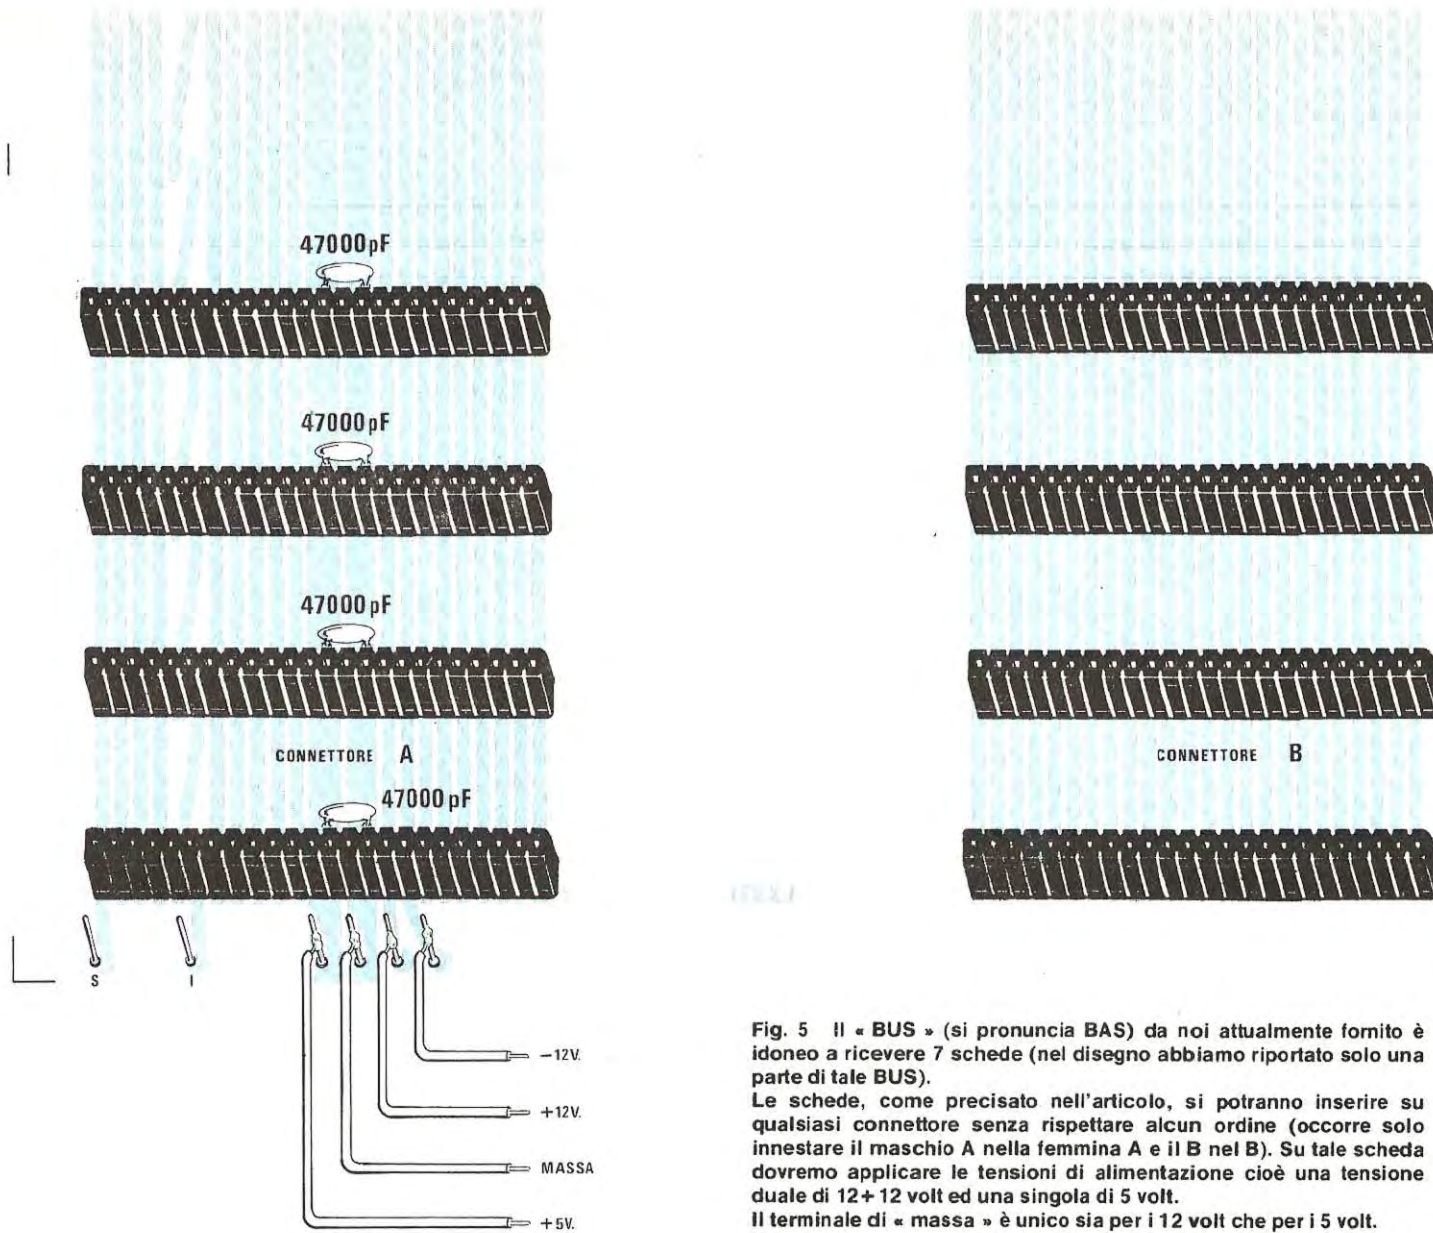 47000pF
47000pF
47000pF
CONNETTORE A
CONNETTORE B
47000pF
S
I
-12V.
+12V.
MASSA
+5V.
Fig. 5 Il « BUS » (si pronuncia BAS) da noi attualmente fornito è
idoneo a ricevere 7 schede (nel disegno abbiamo riportato solo una
parte di tale BUS).
Le schede, come precisato nell'articolo, si potranno inserire su
qualsiasi connettore senza rispettare alcun ordine (occorre solo
innestare il maschio A nella femmina A e il B nel B). Su tale scheda
dovremo applicare le tensioni di alimentazione cioè una tensione
duale di 12+12 volt ed una singola di 5 volt.
Il terminale di « massa » è unico sia per i 12 volt che per i 5 volt.